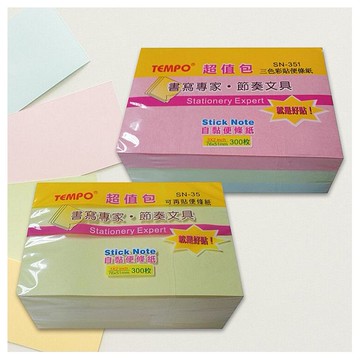 TEMPO 超值包 SN-351
三色彩貼便條紙
書寫專家・節奏文具
Stationery Expert
就是好貼!
Stick Note
自黏便條紙
300枚
TEMPO 超值包 SN-35
可再貼便條紙
書寫專家・節奏文具
Stationery Expert
就是好貼!
Stick Note
自黏便條紙
300枚